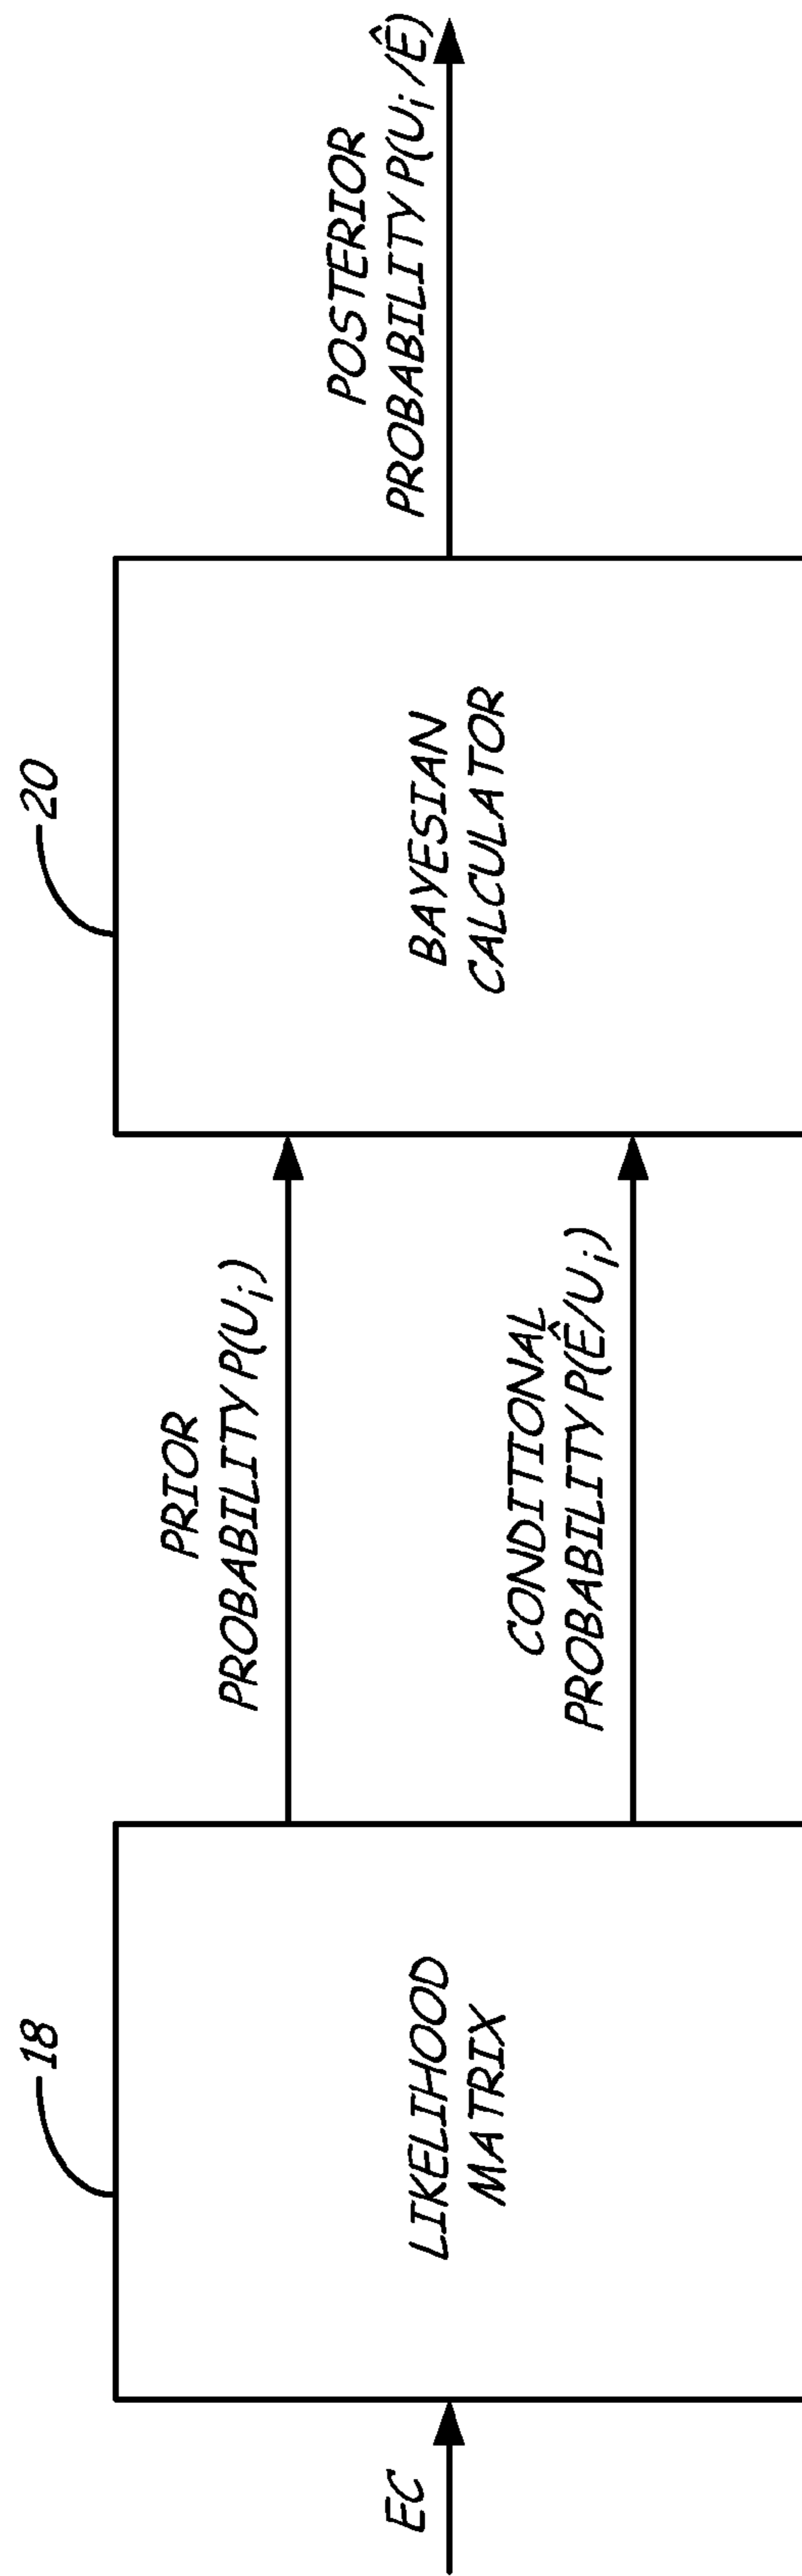 EC
18
LIKELIHOOD
MATRIX
PRIOR
PROBABILITY P(Ui)
CONDITIONAL
PROBABILITY P(Ê/Ui)
20
BAYESIAN
CALCULATOR
POSTERIOR
PROBABILITY P(Ui/Ê)